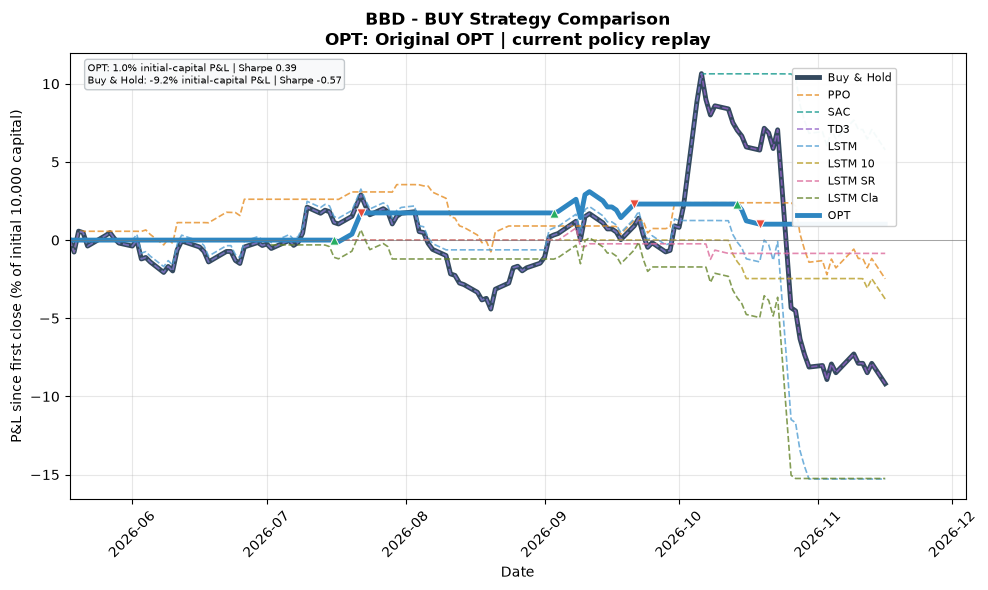 BBD - BUY Strategy Comparison
OPT: Original OPT | current policy replay
OPT: 1.0% initial-capital P&L | Sharpe 0.39
Buy & Hold: -9.2% initial-capital P&L | Sharpe -0.57
Buy & Hold
PPO
SAC
TD3
LSTM
LSTM 10
LSTM SR
LSTM Cla
OPT
P&L since first close (% of initial 10,000 capital)
10
5
0
−5
−10
−15
2026-06
2026-07
2026-08
2026-09
2026-10
2026-11
2026-12
Date